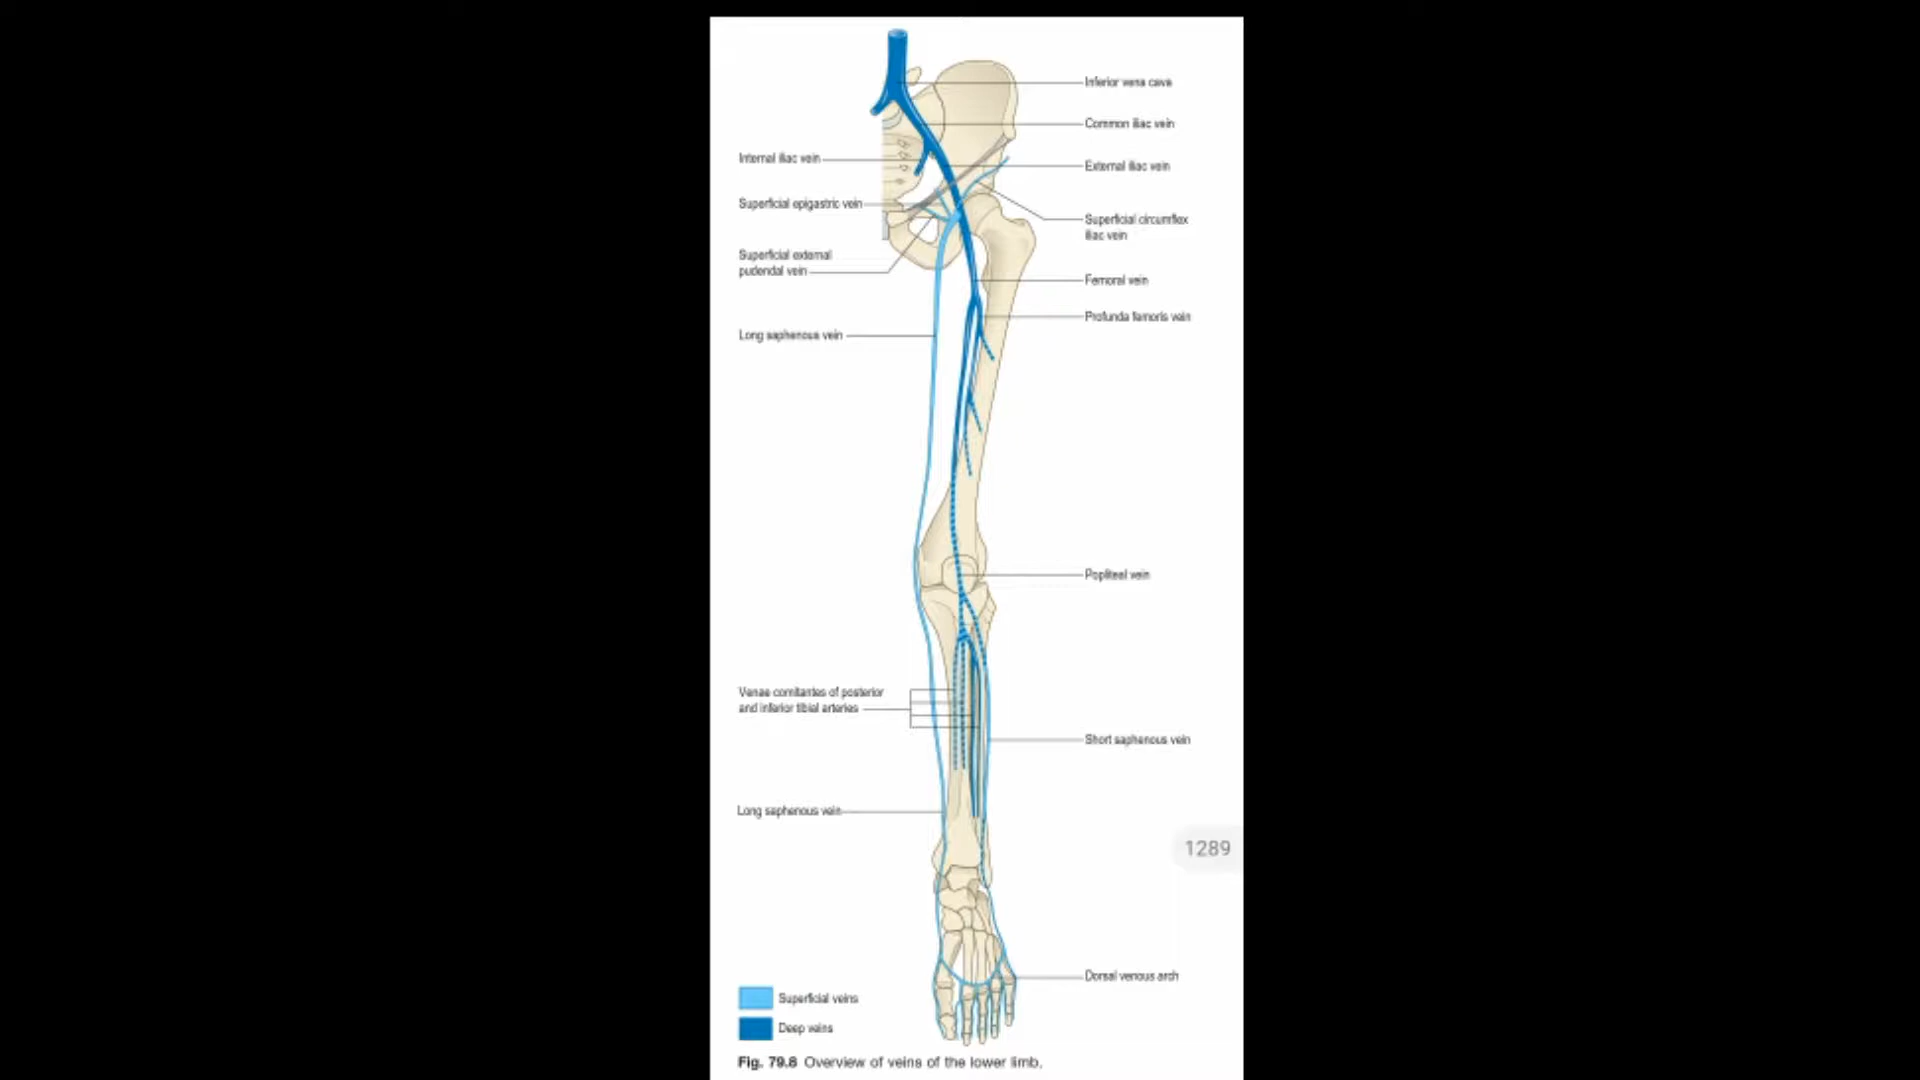 Inferior vena cava
Common iliac vein
Internal iliac vein
External iliac vein
Superficial epigastric vein
Superficial circumflex
iliac vein
Superficial external
pudendal vein
Femoral vein
Profunda femoris vein
Long saphenous vein
Popliteal vein
Venae comitantes of posterior
and inferior tibial arteries
Short saphenous vein
Long saphenous vein
1289
Dorsal venous arch
Superficial veins
Deep veins
Fig. 79.8 Overview of veins of the lower limb.